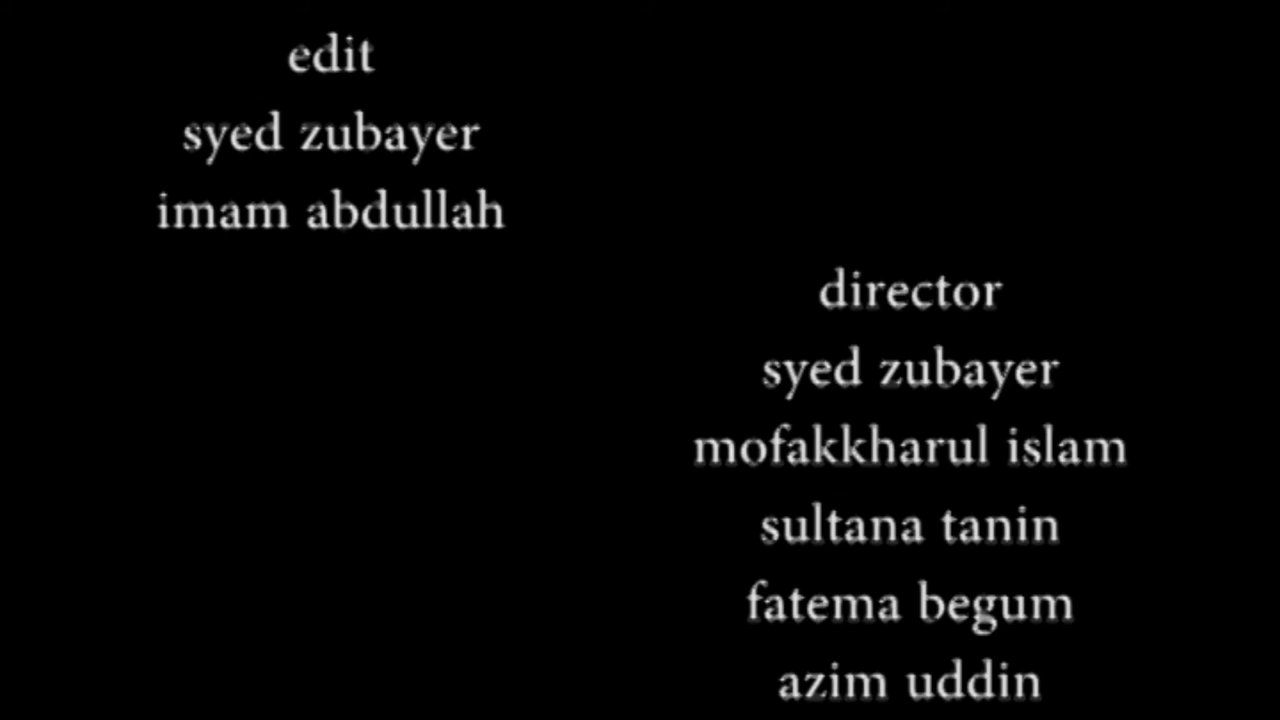 edit
syed zubayer
imam abdullah
director
syed zubayer
mofakkharul islam
sultana tanin
fatema begum
azim uddin